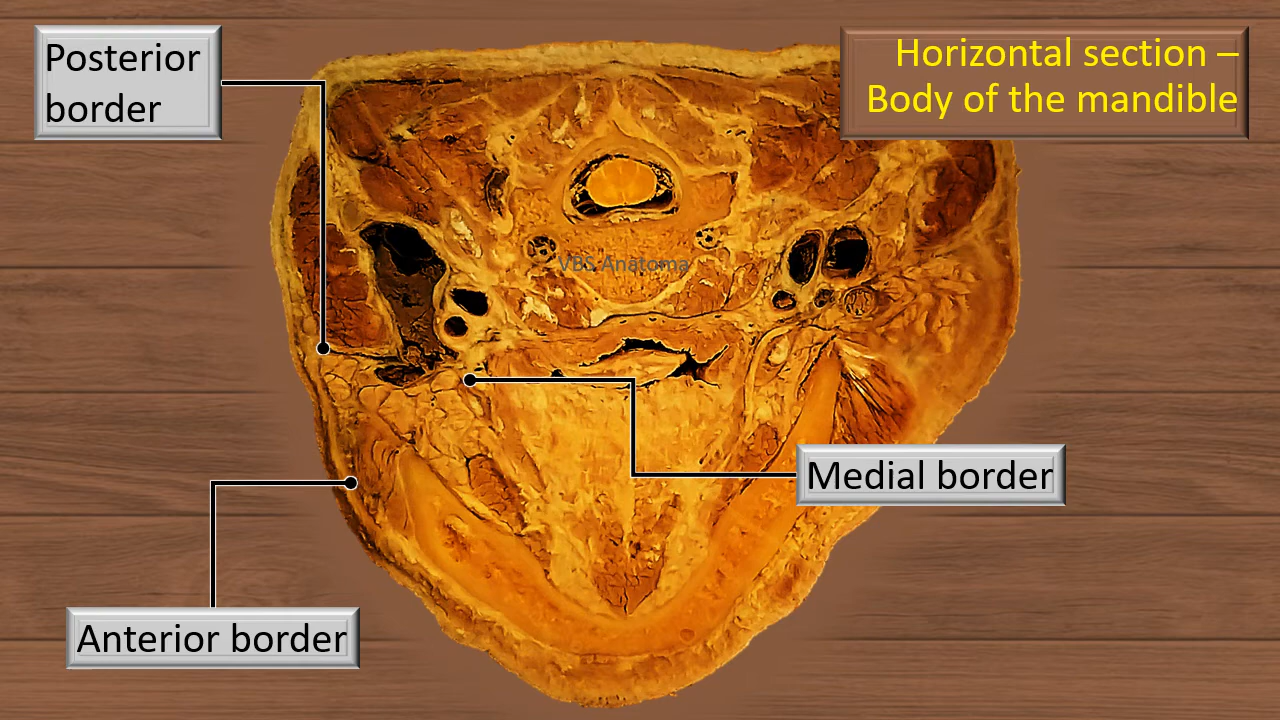 Posterior
border
Horizontal section –
Body of the mandible
VBS Anatoma
Medial border
Anterior border